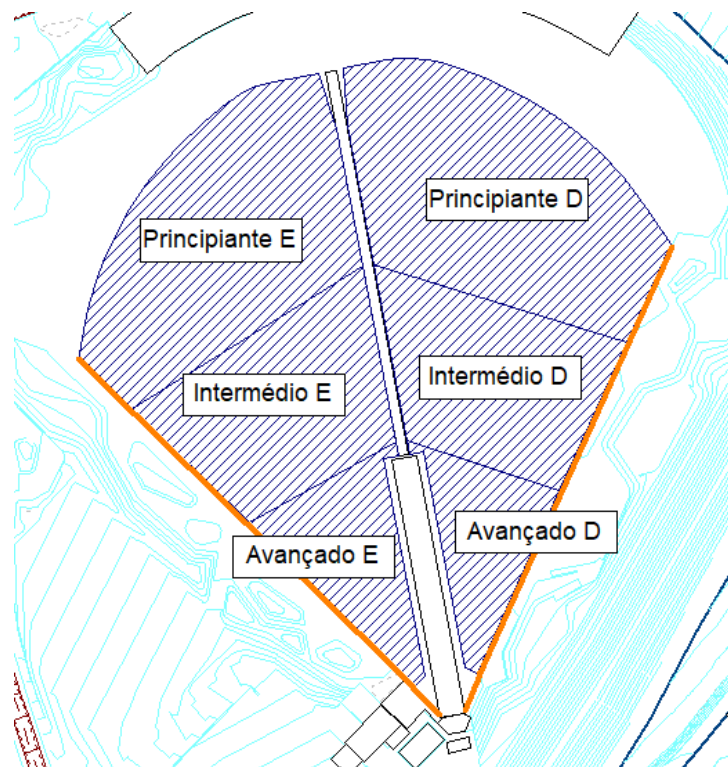 Principiante D
Principiante E
Intermédio D
Intermédio E
Avançado D
Avançado E